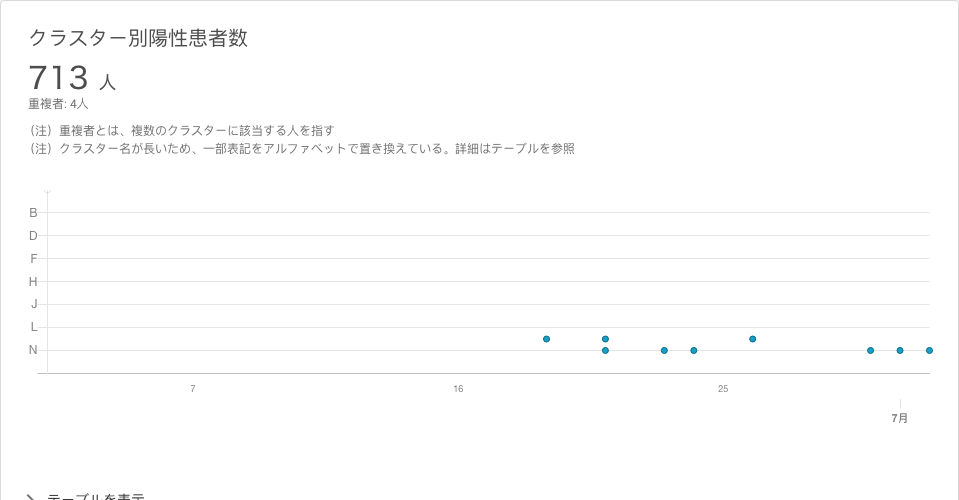 クラスター別陽性患者数
713 人
重複者: 4人
（注）重複者とは、複数のクラスターに該当する人を指す
（注）クラスター名が長いため、一部表記をアルファベットで置き換えている。詳細はテーブルを参照
B
D
F
H
J
L
N
7 16 25
7月
テーブルを表示